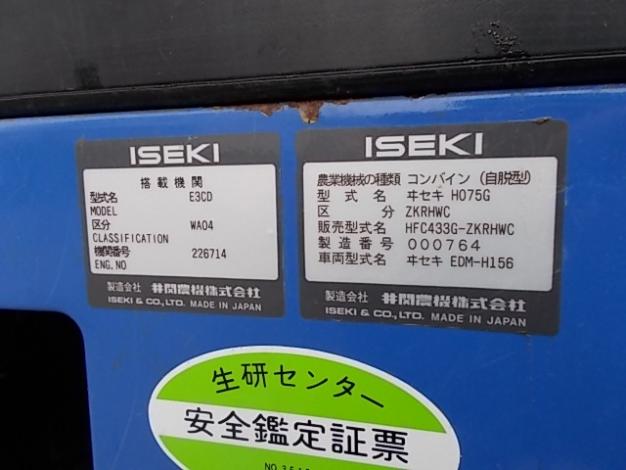 ISEKI
搭載機関
型式名 E3CD
MODEL
区分 WA04
CLASSIFICATION
機関番号 226714
ENG.NO
製造会社 井関農機株式会社
ISEKI & CO., LTD. MADE IN JAPAN
ISEKI
農業機械の種類 コンバイン(自脱型)
型式名 ヰセキ HO75G
区分 ZKRHWC
販売型式名 HFC433G-ZKRHWC
製造番号 000764
車両型式名 ヰセキ EDM-H156
製造会社 井関農機株式会社
ISEKI & CO., LTD. MADE IN JAPAN
生研センター
安全鑑定証票